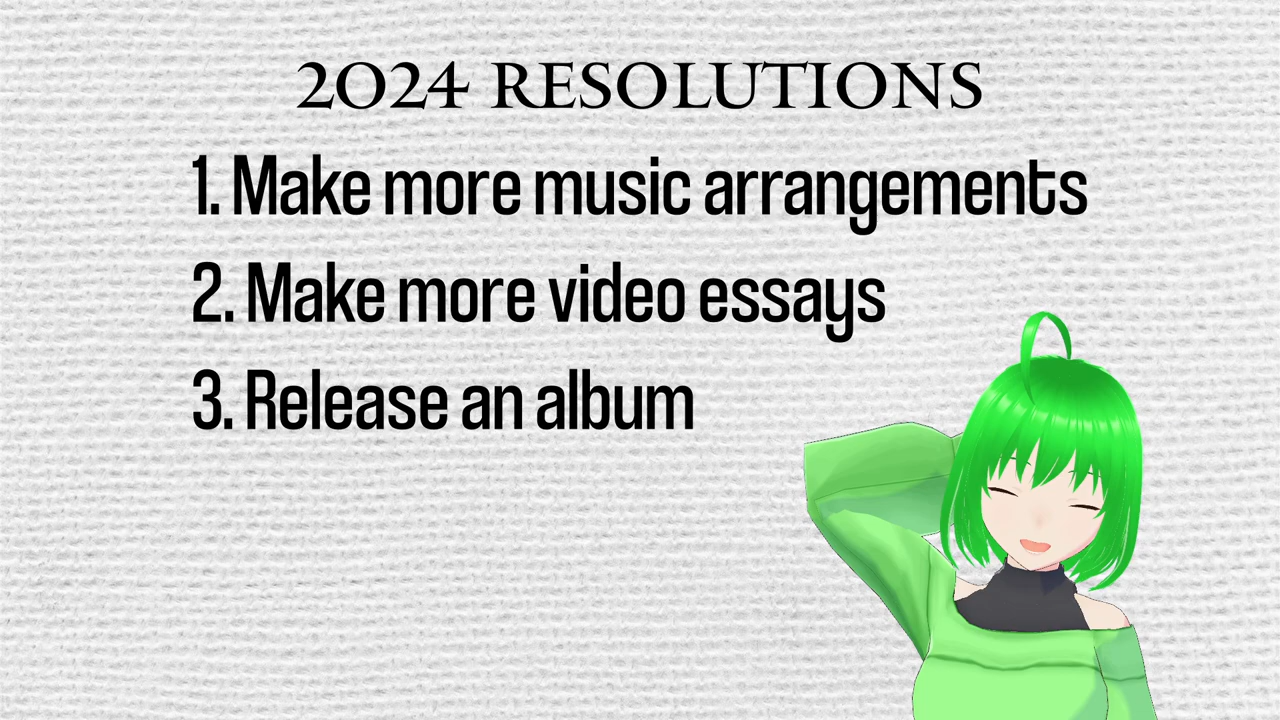 2024 RESOLUTIONS
1. Make more music arrangements
2. Make more video essays
3. Release an album